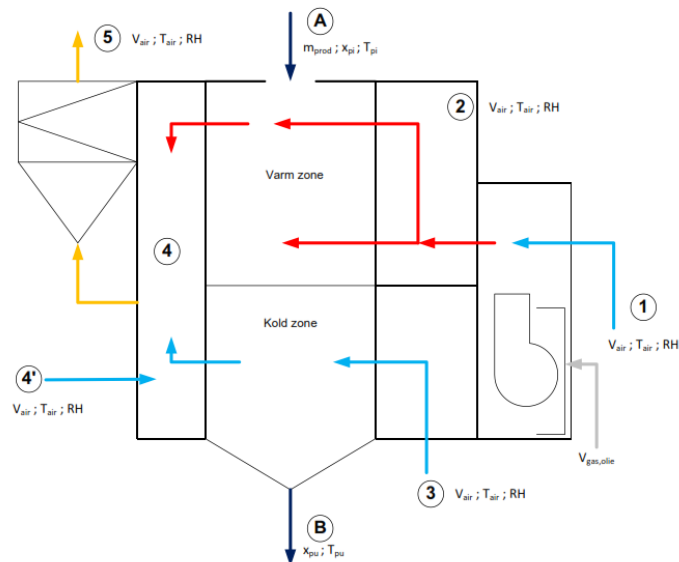 5
V_air ; T_air ; RH
A
m_prod ; x_pi ; T_pi
2
V_air ; T_air ; RH
Varm zone
4
1
V_air ; T_air ; RH
Kold zone
4'
V_air ; T_air ; RH
3
V_air ; T_air ; RH
V_gas,olie
B
x_pu ; T_pu